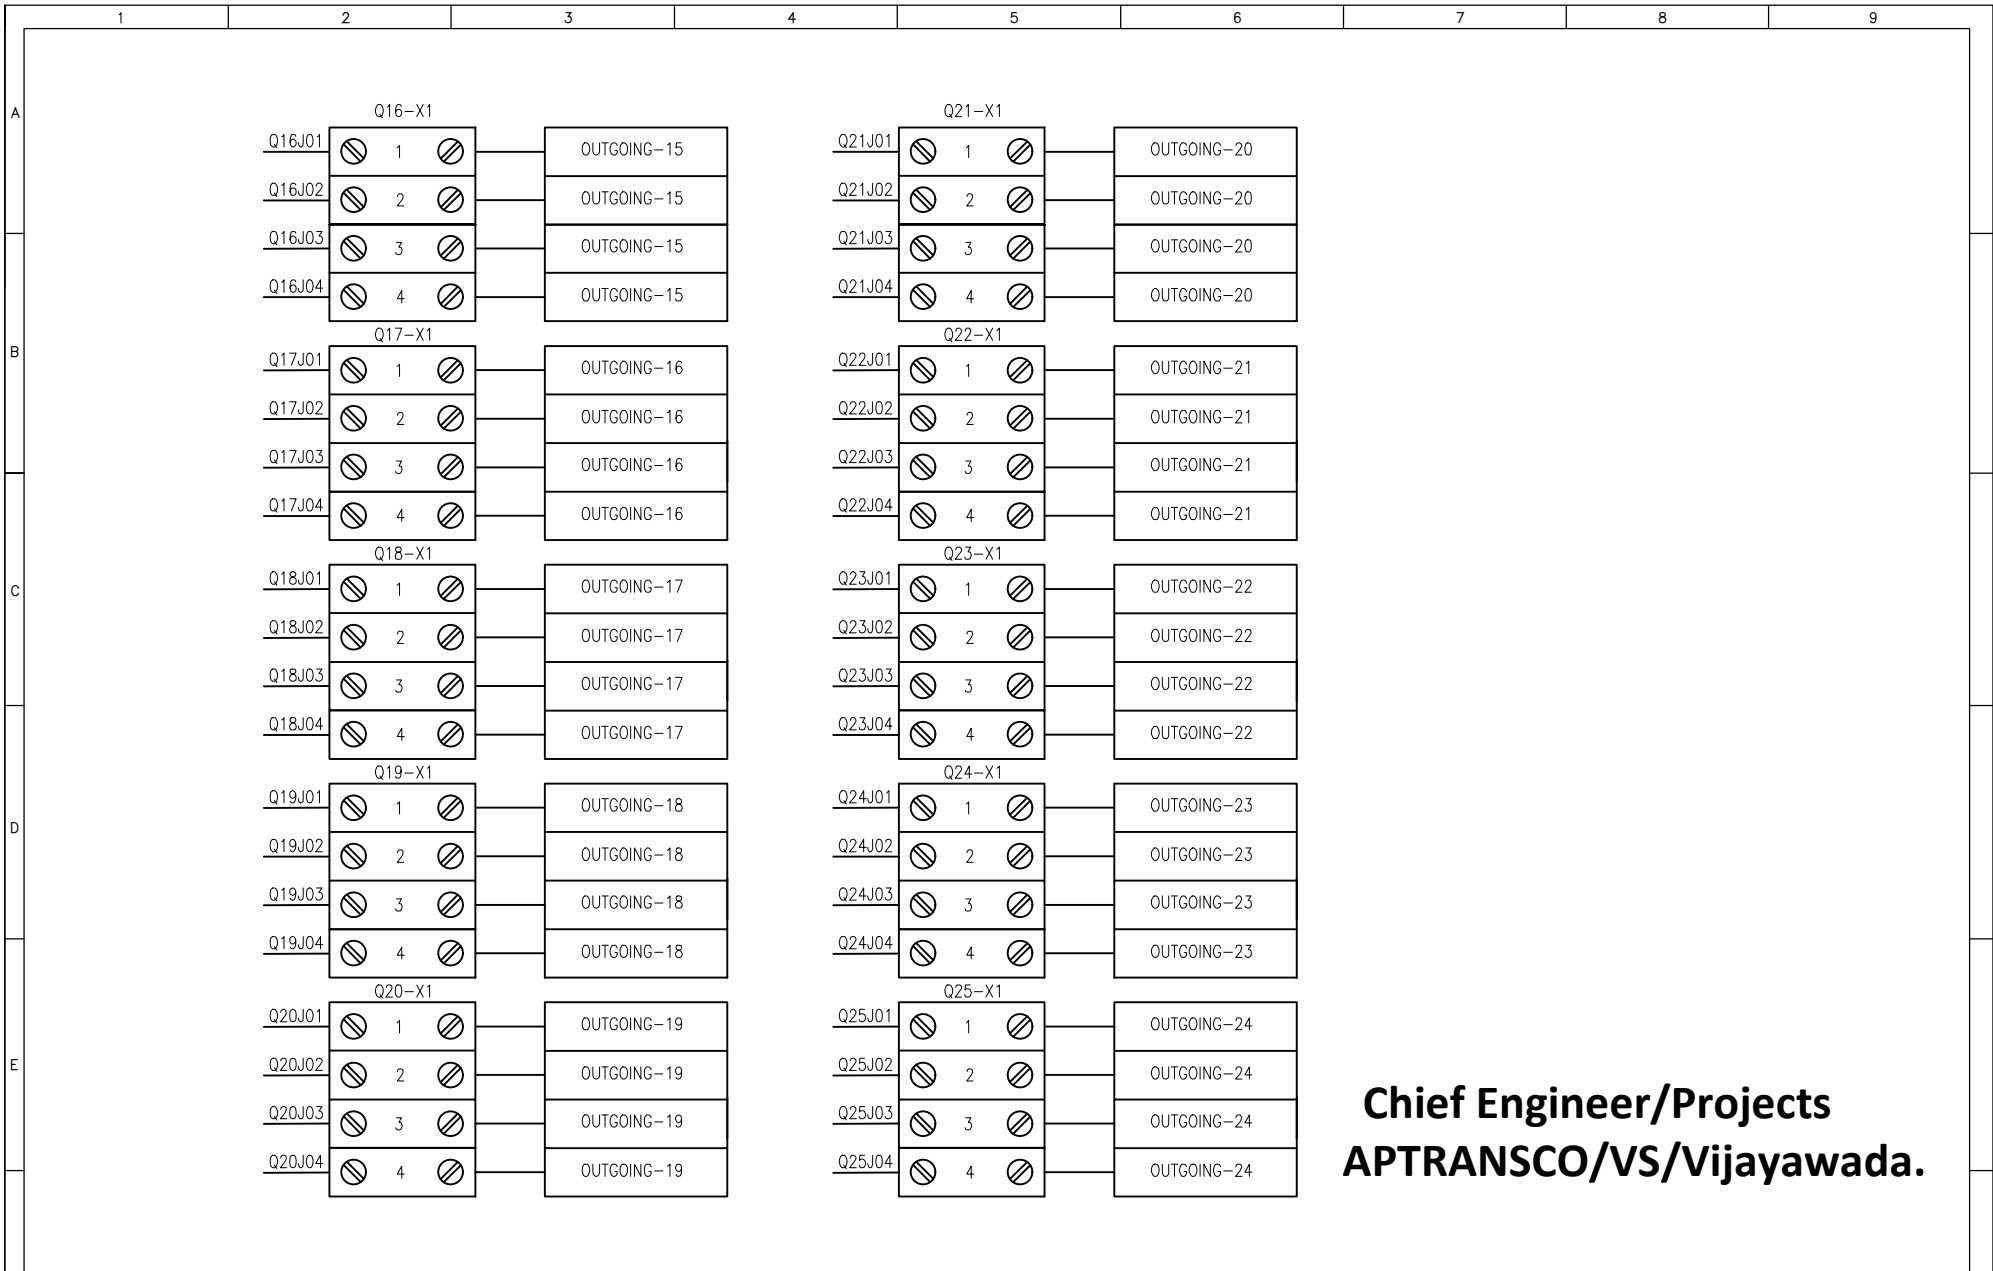 1 2 3 4 5 6 7 8 9
A
B
C
D
E
Q16-X1
Q16J01 1 OUTGOING-15
Q16J02 2 OUTGOING-15
Q16J03 3 OUTGOING-15
Q16J04 4 OUTGOING-15
Q17-X1
Q17J01 1 OUTGOING-16
Q17J02 2 OUTGOING-16
Q17J03 3 OUTGOING-16
Q17J04 4 OUTGOING-16
Q18-X1
Q18J01 1 OUTGOING-17
Q18J02 2 OUTGOING-17
Q18J03 3 OUTGOING-17
Q18J04 4 OUTGOING-17
Q19-X1
Q19J01 1 OUTGOING-18
Q19J02 2 OUTGOING-18
Q19J03 3 OUTGOING-18
Q19J04 4 OUTGOING-18
Q20-X1
Q20J01 1 OUTGOING-19
Q20J02 2 OUTGOING-19
Q20J03 3 OUTGOING-19
Q20J04 4 OUTGOING-19
Q21-X1
Q21J01 1 OUTGOING-20
Q21J02 2 OUTGOING-20
Q21J03 3 OUTGOING-20
Q21J04 4 OUTGOING-20
Q22-X1
Q22J01 1 OUTGOING-21
Q22J02 2 OUTGOING-21
Q22J03 3 OUTGOING-21
Q22J04 4 OUTGOING-21
Q23-X1
Q23J01 1 OUTGOING-22
Q23J02 2 OUTGOING-22
Q23J03 3 OUTGOING-22
Q23J04 4 OUTGOING-22
Q24-X1
Q24J01 1 OUTGOING-23
Q24J02 2 OUTGOING-23
Q24J03 3 OUTGOING-23
Q24J04 4 OUTGOING-23
Q25-X1
Q25J01 1 OUTGOING-24
Q25J02 2 OUTGOING-24
Q25J03 3 OUTGOING-24
Q25J04 4 OUTGOING-24
Chief Engineer/Projects
APTRANSCO/VS/Vijayawada.